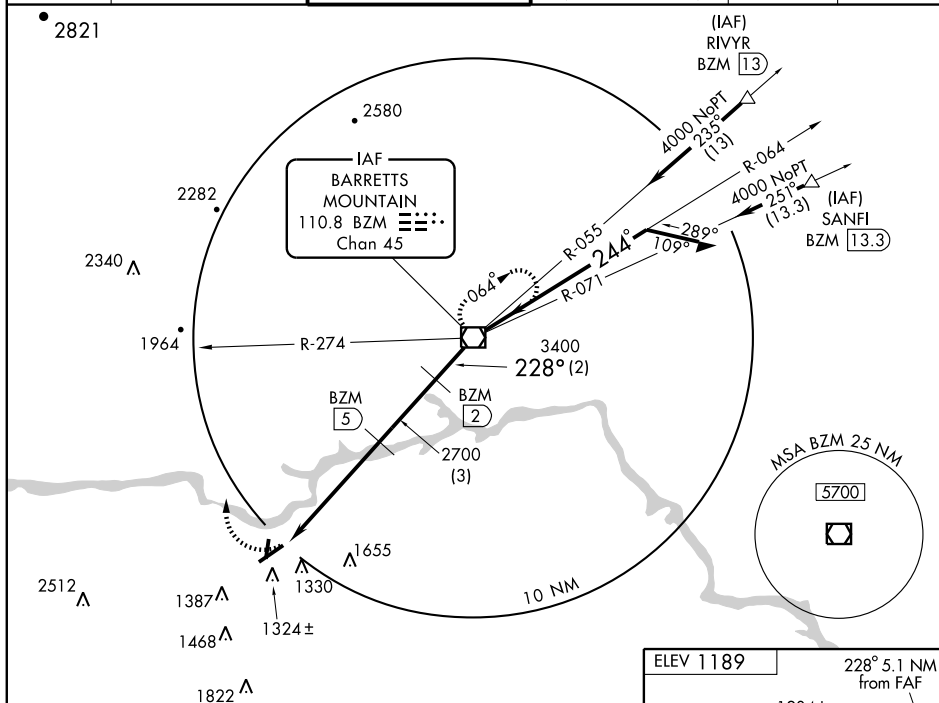 2821
(IAF)
RIVYR
BZM 13
2580
4000 NoPT
235°
(13)
R-064
IAF
BARRETTS
MOUNTAIN
110.8 BZM
Chan 45
4000 NoPT
251°
(13.3)
(IAF)
SANFI
BZM 13.3
2282
R-055
289°
109°
244°
R-071
2340
064°
1964
R-274
3400
228° (2)
BZM
5
BZM
2
2700
(3)
MSA BZM 25 NM
5700
1655
1330
2512
1387
10 NM
1324 ±
1468
1822
ELEV 1189
228° 5.1 NM
from FAF